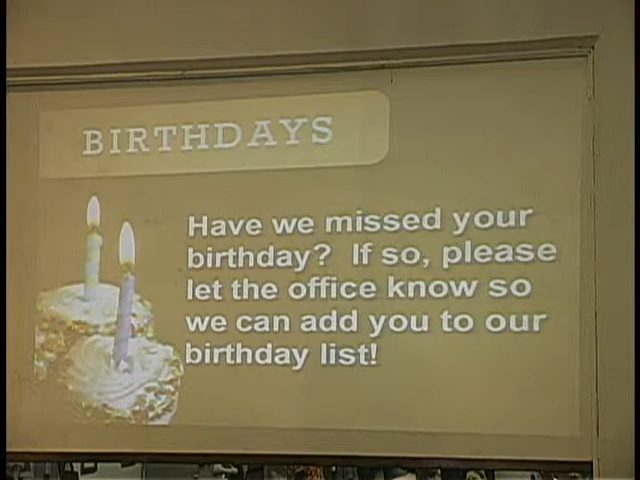 BIRTHDAYS
Have we missed your
birthday? If so, please
let the office know so
we can add you to our
birthday list!